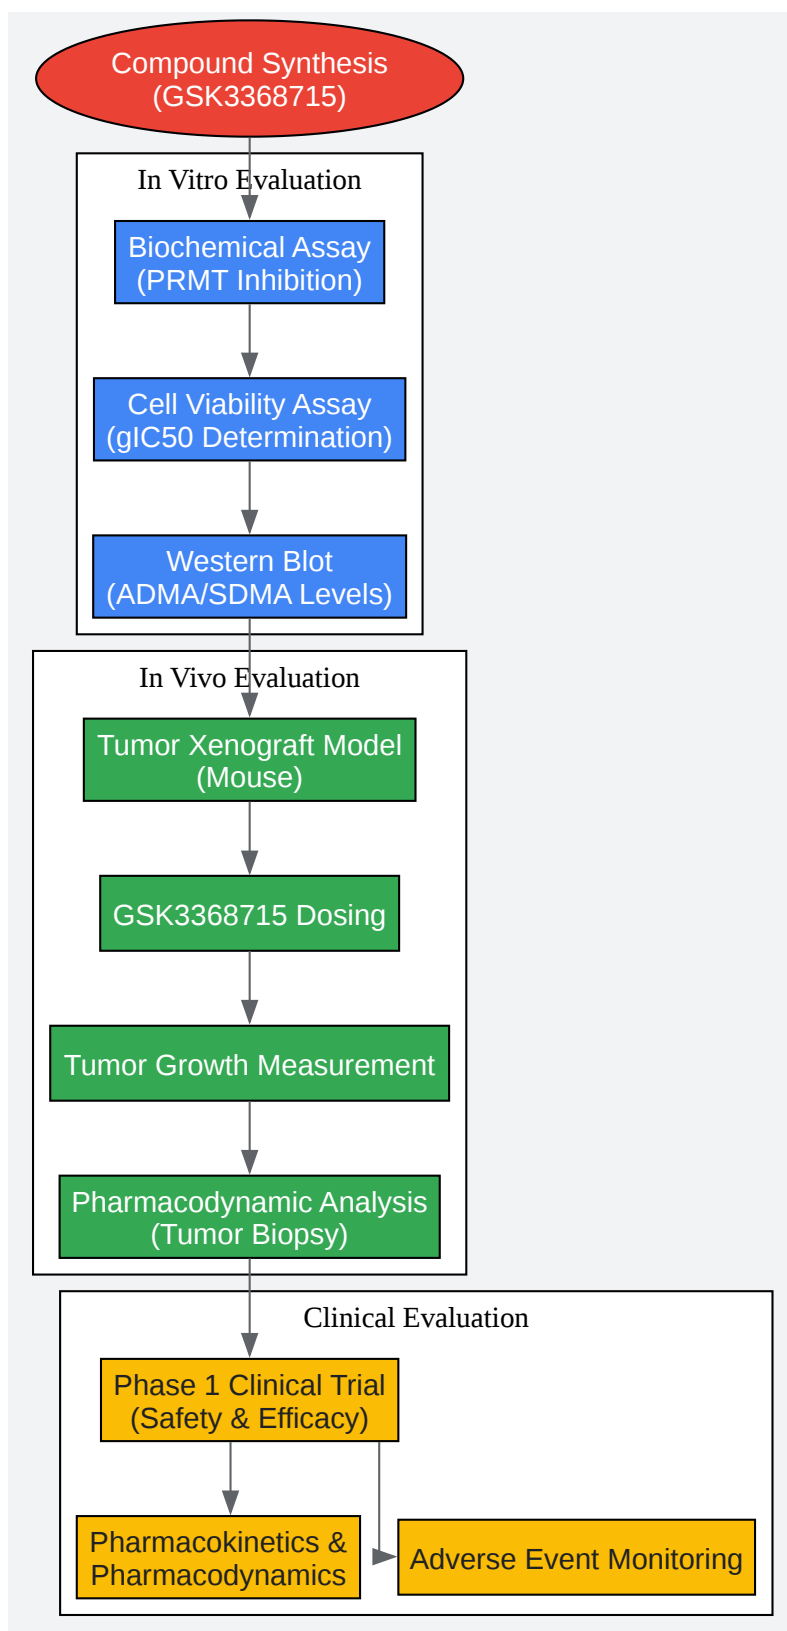 Compound Synthesis
(GSK3368715)
In Vitro Evaluation
Biochemical Assay
(PRMT Inhibition)
Cell Viability Assay
(gIC50 Determination)
Western Blot
(ADMA/SDMA Levels)
In Vivo Evaluation
Tumor Xenograft Model
(Mouse)
GSK3368715 Dosing
Tumor Growth Measurement
Pharmacodynamic Analysis
(Tumor Biopsy)
Clinical Evaluation
Phase 1 Clinical Trial
(Safety & Efficacy)
Pharmacokinetics &
Pharmacodynamics
Adverse Event Monitoring